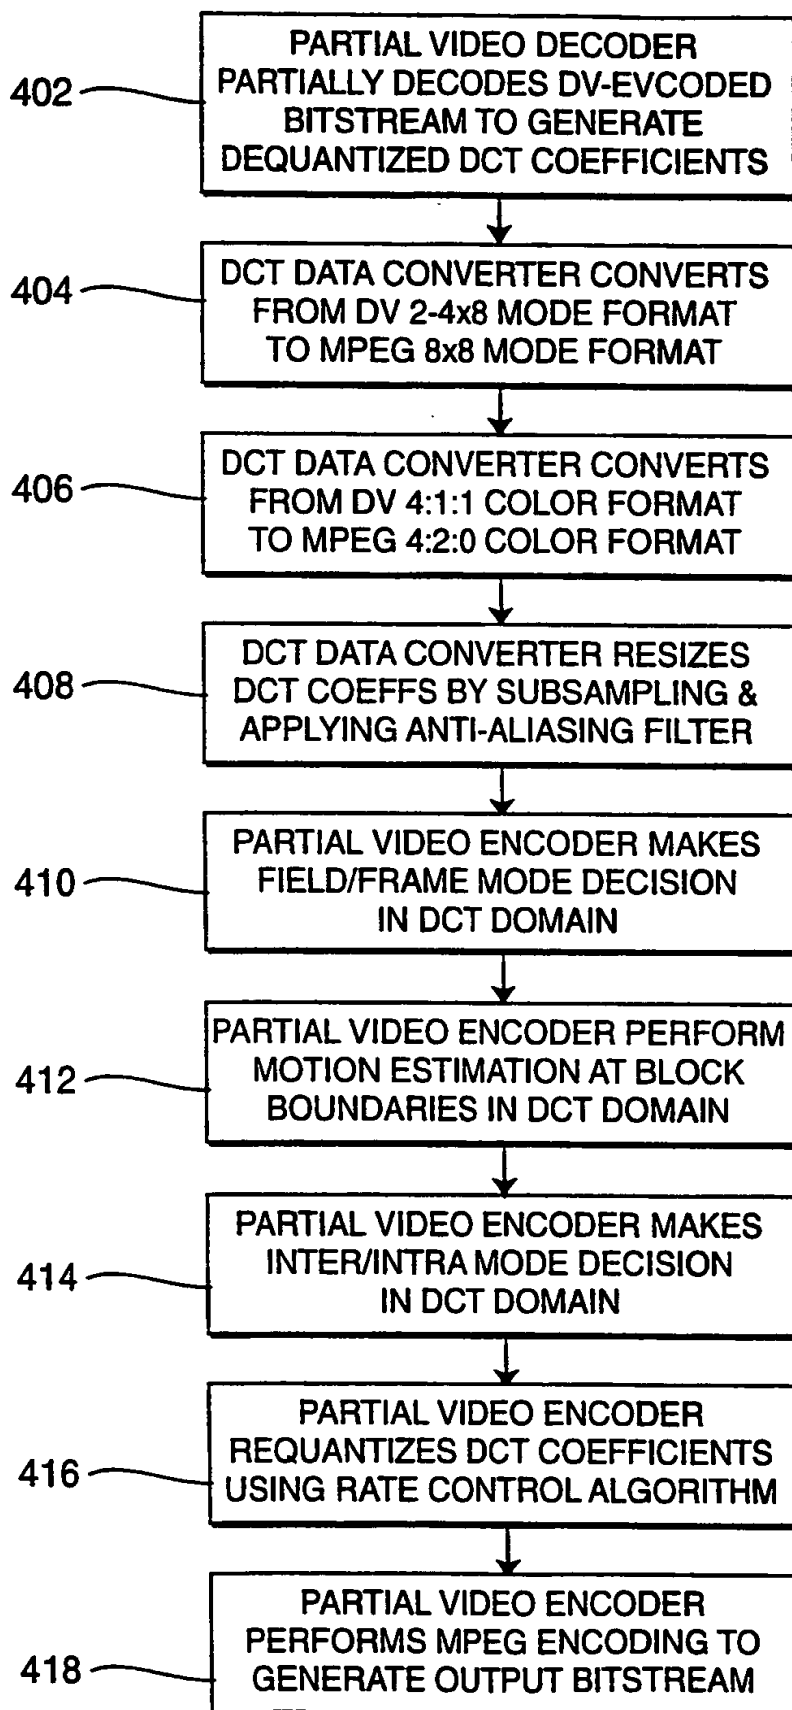 402
PARTIAL VIDEO DECODER
PARTIALLY DECODES DV-EVCODED
BITSTREAM TO GENERATE
DEQUANTIZED DCT COEFFICIENTS
404
DCT DATA CONVERTER CONVERTS
FROM DV 2-4x8 MODE FORMAT
TO MPEG 8x8 MODE FORMAT
406
DCT DATA CONVERTER CONVERTS
FROM DV 4:1:1 COLOR FORMAT
TO MPEG 4:2:0 COLOR FORMAT
408
DCT DATA CONVERTER RESIZES
DCT COEFFS BY SUBSAMPLING &
APPLYING ANTI-ALIASING FILTER
410
PARTIAL VIDEO ENCODER MAKES
FIELD/FRAME MODE DECISION
IN DCT DOMAIN
412
PARTIAL VIDEO ENCODER PERFORM
MOTION ESTIMATION AT BLOCK
BOUNDARIES IN DCT DOMAIN
414
PARTIAL VIDEO ENCODER MAKES
INTER/INTRA MODE DECISION
IN DCT DOMAIN
416
PARTIAL VIDEO ENCODER
REQUANTIZES DCT COEFFICIENTS
USING RATE CONTROL ALGORITHM
418
PARTIAL VIDEO ENCODER
PERFORMS MPEG ENCODING TO
GENERATE OUTPUT BITSTREAM